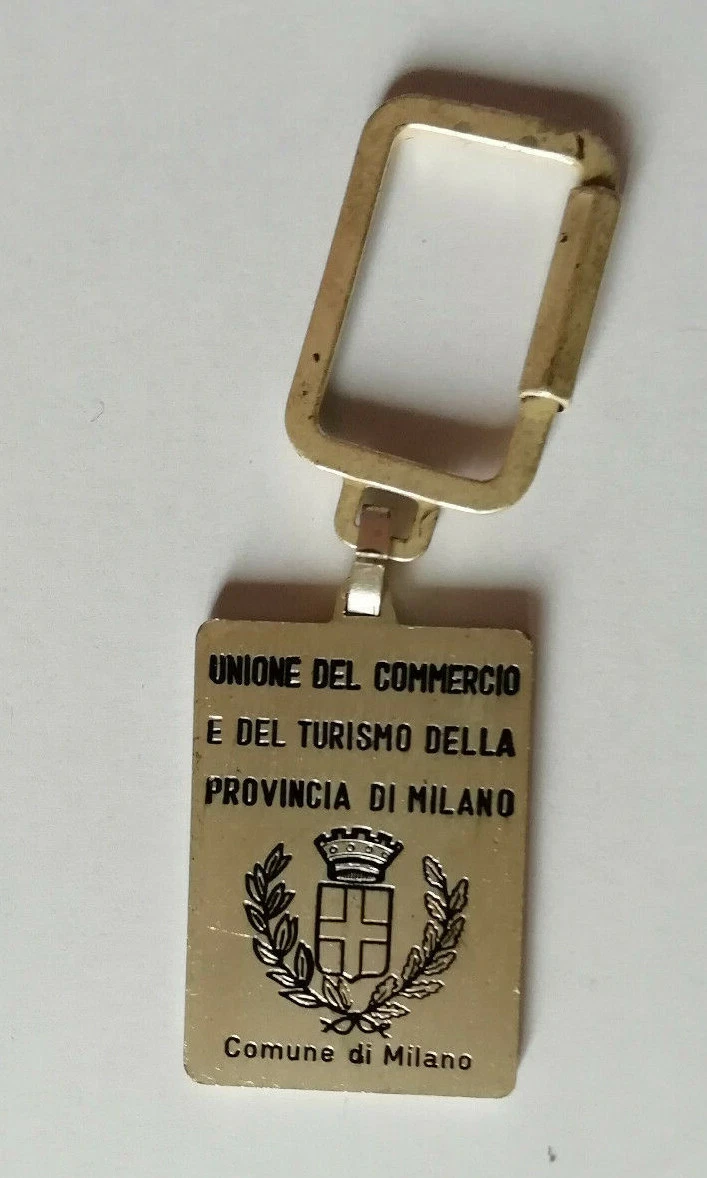 UNIONE DEL COMMERCIO
E DEL TURISMO DELLA
PROVINCIA DI MILANO
Comune di Milano